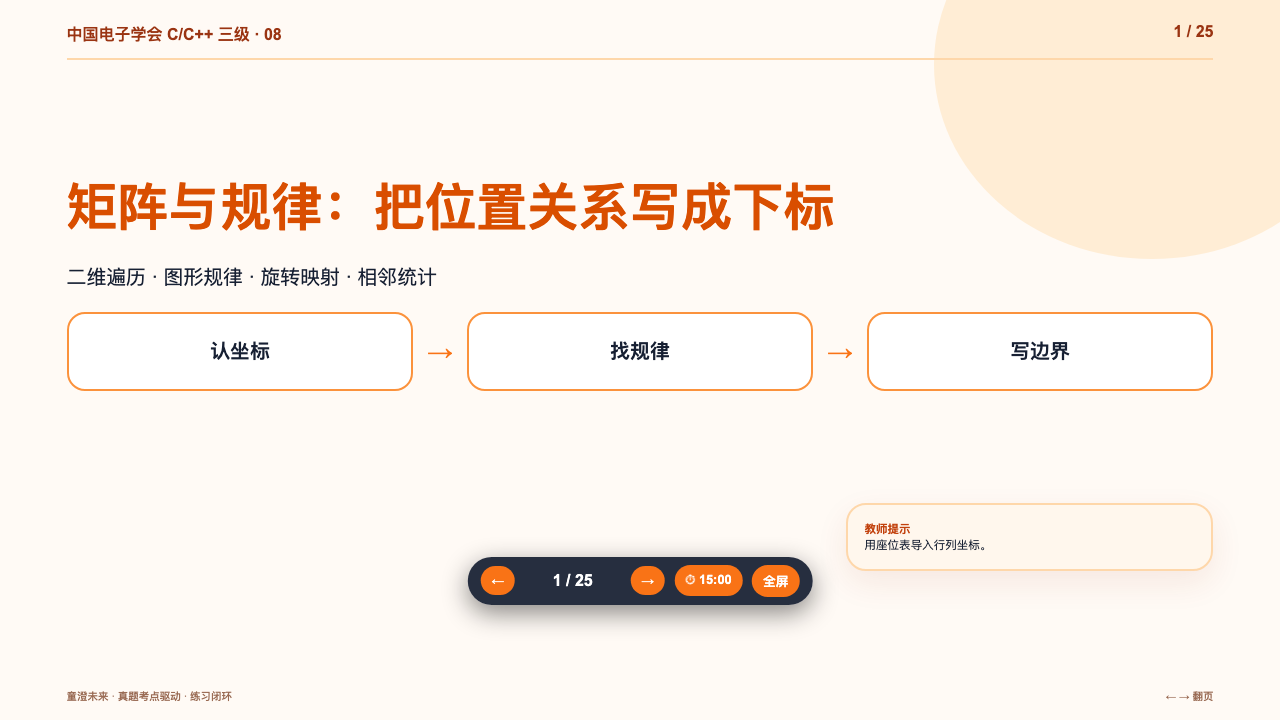 中国电子学会 C/C++ 三级 · 08
1 / 25
矩阵与规律：把位置关系写成下标
二维遍历 · 图形规律 · 旋转映射 · 相邻统计
认坐标
→
找规律
→
写边界
教师提示
用座位表导入行列坐标。
← 1 / 25 → ⏱ 15:00 全屏
童澄未来 · 真题考点驱动 · 练习闭环
←→ 翻页